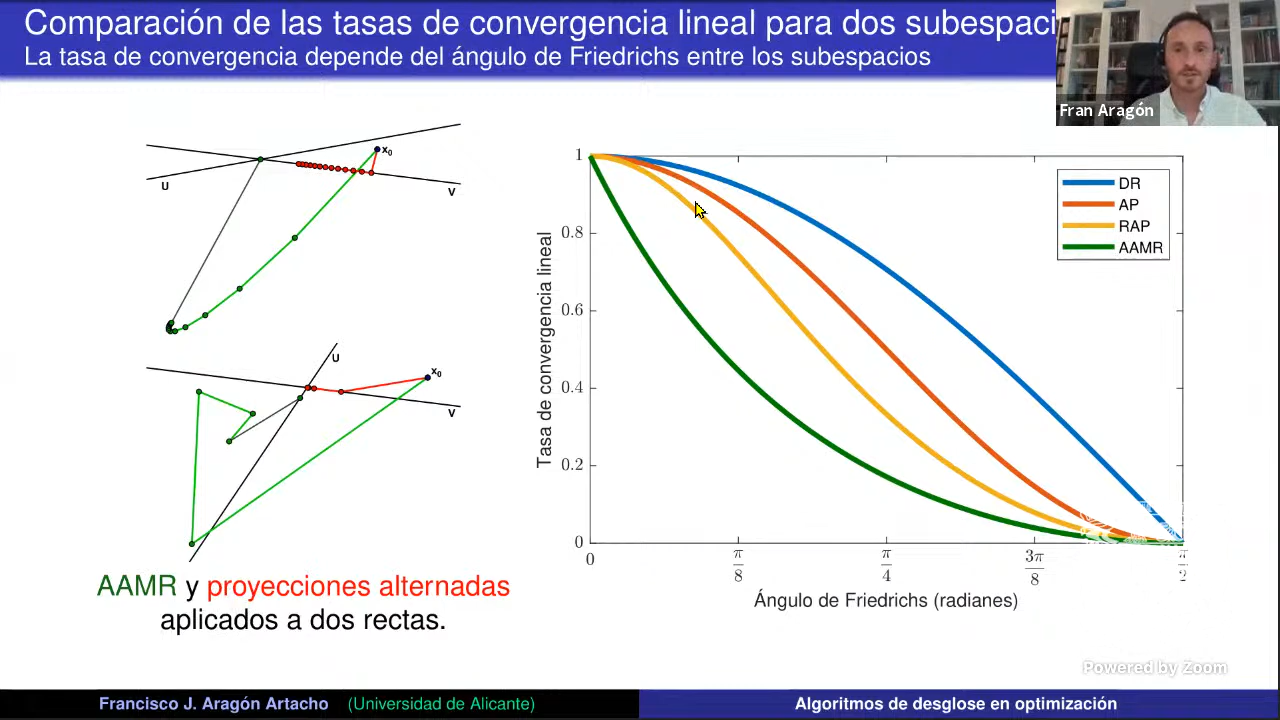 Comparación de las tasas de convergencia lineal para dos subespaci
La tasa de convergencia depende del ángulo de Friedrichs entre los subespacios
Fran Aragón
x0
U
V
U
x0
V
AAMR y proyecciones alternadas
aplicados a dos rectas.
Tasa de convergencia lineal
1
0.8
0.6
0.4
0.2
0
DR
AP
RAP
AAMR
0
π/8
π/4
3π/8
π/2
Ángulo de Friedrichs (radianes)
Powered by Zoom
Francisco J. Aragón Artacho (Universidad de Alicante)
Algoritmos de desglose en optimización